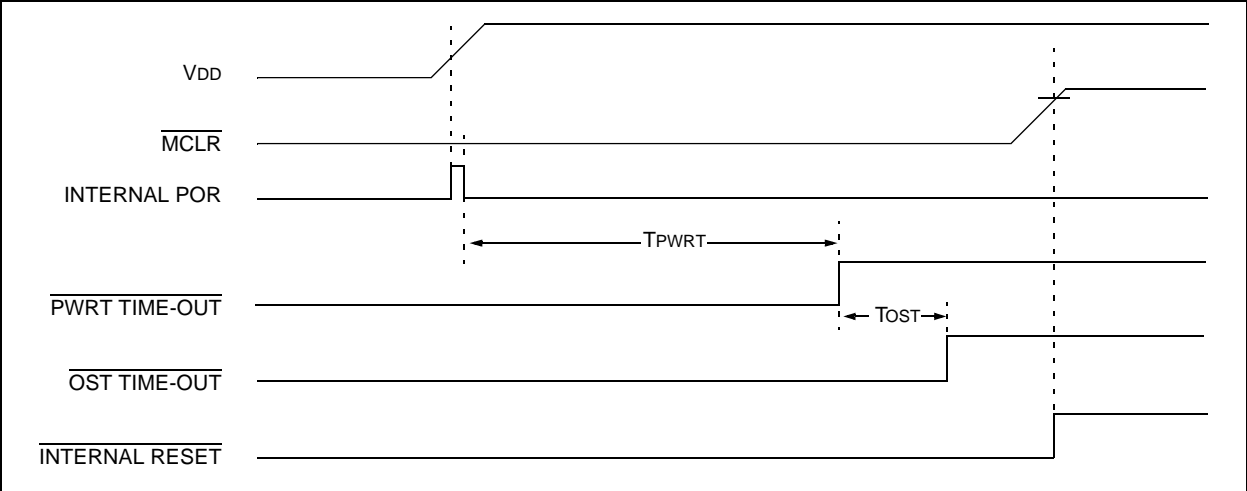 VDD
MCLR
INTERNAL POR
TPWRT
PWRT TIME-OUT
TOST
OST TIME-OUT
INTERNAL RESET